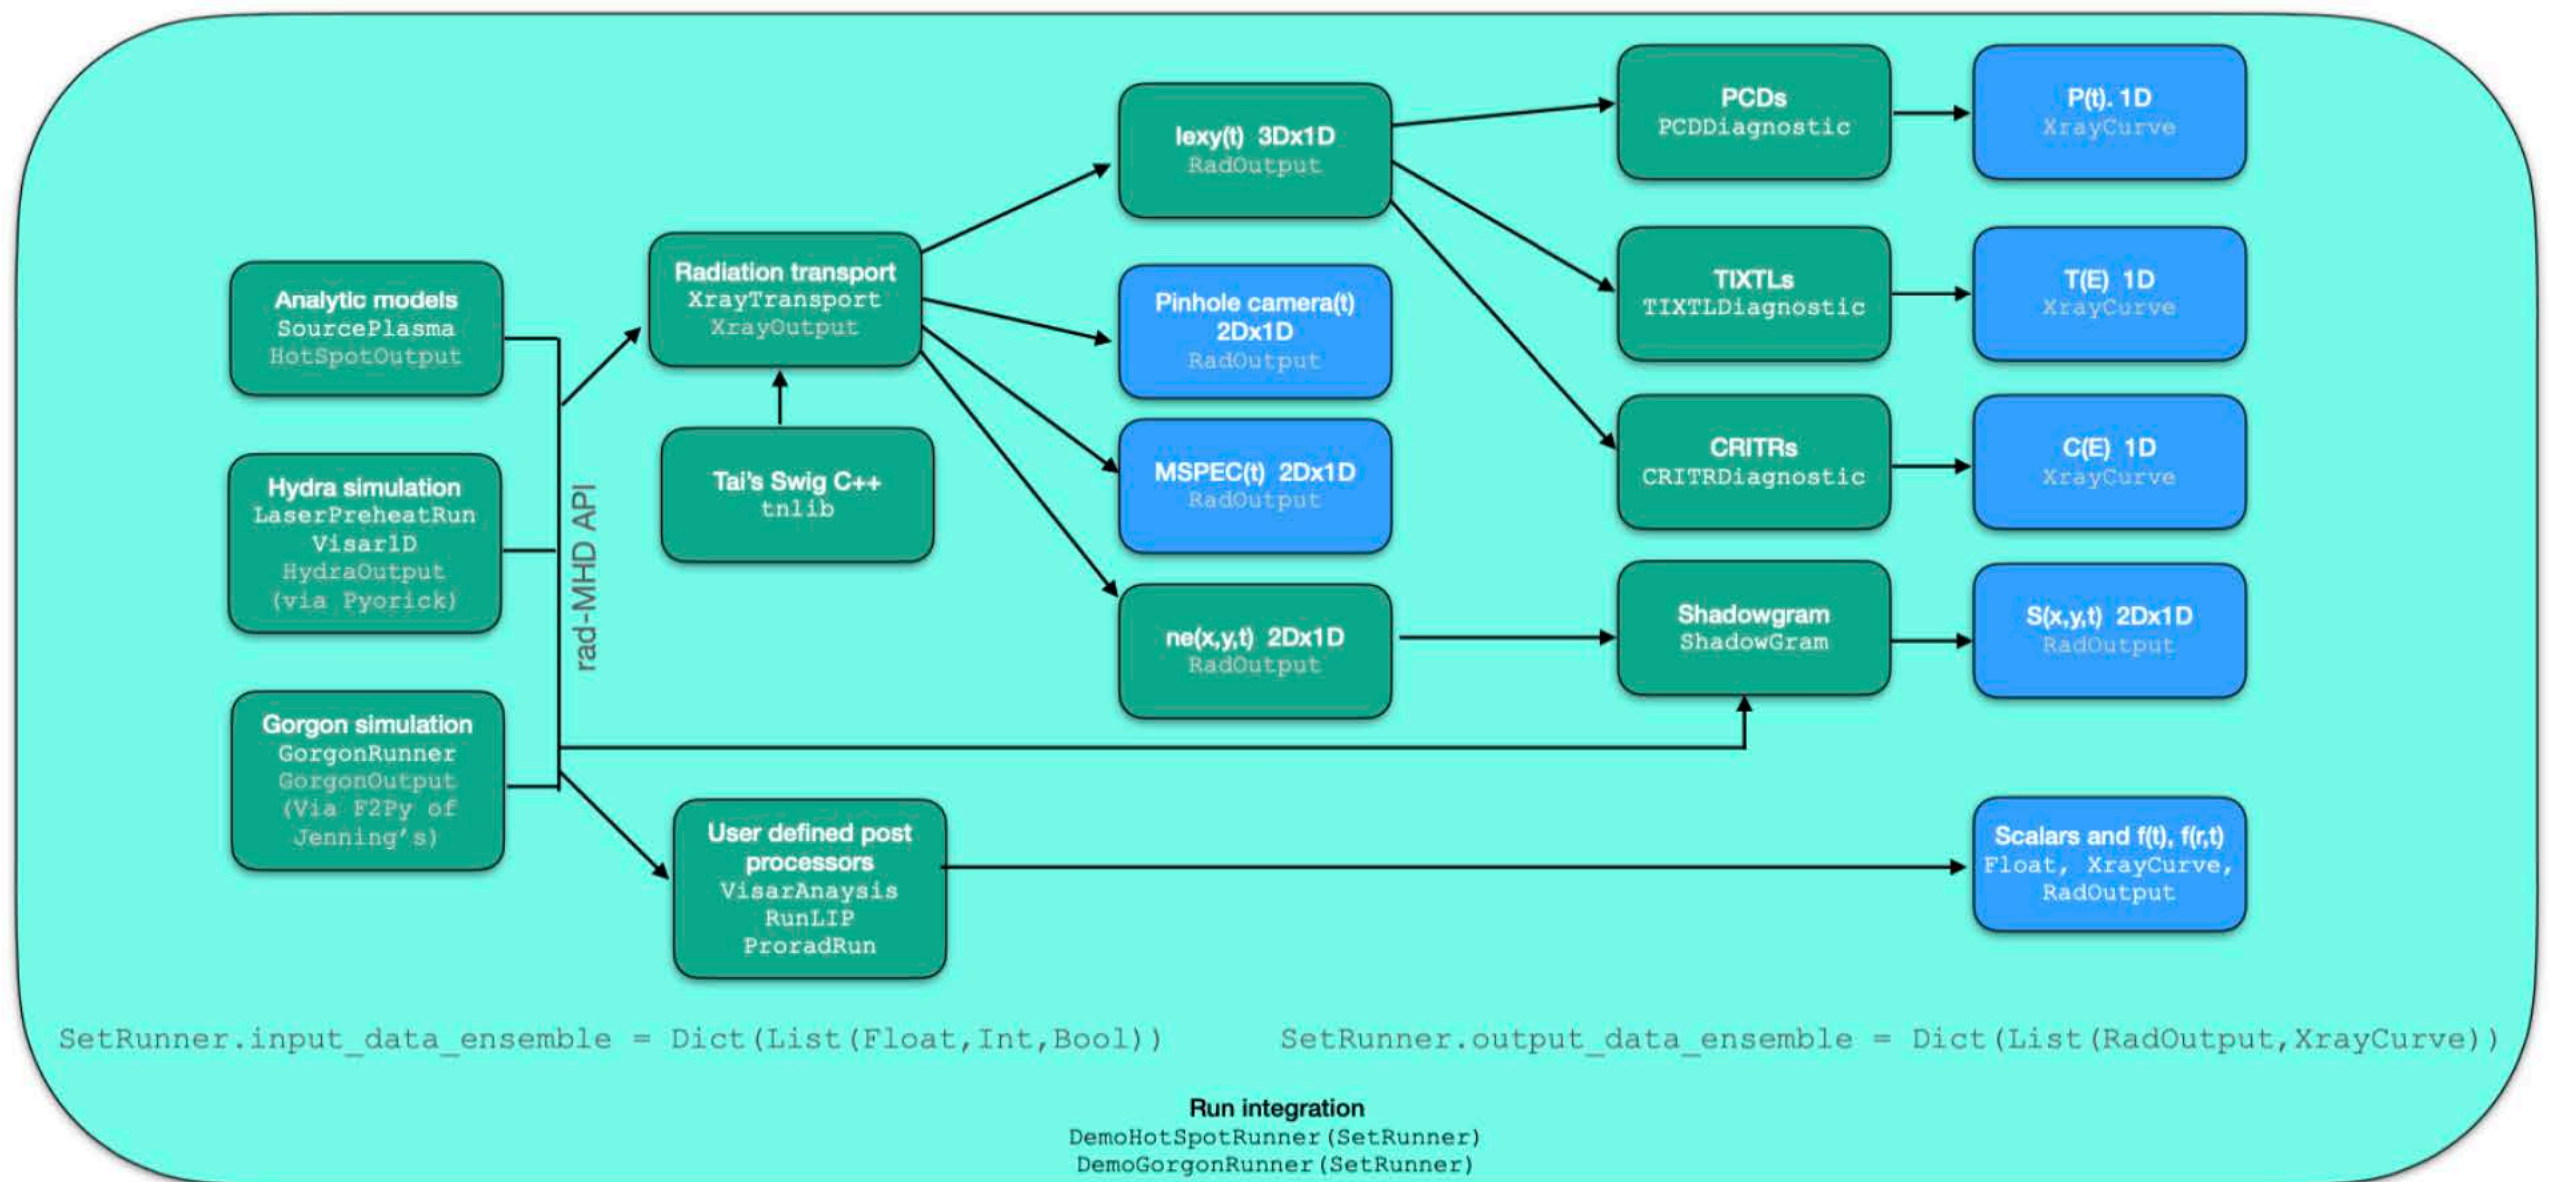 Analytic models
SourcePlasma
HotSpotOutput
Hydra simulation
LaserPreheatRun
Visar1D
HydraOutput
(via Pyorick)
Gorgon simulation
GorgonRunner
GorgonOutput
(Via F2Py of
Jenning's)
rad-MHD API
Radiation transport
XrayTransport
XrayOutput
Tai's Swig C++
tnlib
User defined post
processors
VisarAnaysis
RunLIP
ProradRun
Iexy(t) 3Dx1D
RadOutput
Pinhole camera(t)
2Dx1D
RadOutput
MSPEC(t) 2Dx1D
RadOutput
ne(x,y,t) 2Dx1D
RadOutput
PCDs
PCDDiagnostic
TIXTLs
TIXTLDiagnostic
CRITRs
CRITRDiagnostic
Shadowgram
ShadowGram
P(t). 1D
XrayCurve
T(E) 1D
XrayCurve
C(E) 1D
XrayCurve
S(x,y,t) 2Dx1D
RadOutput
Scalars and f(t), f(r,t)
Float, XrayCurve,
RadOutput
SetRunner.input_data_ensemble = Dict(List(Float,Int,Bool))
SetRunner.output_data_ensemble = Dict(List(RadOutput,XrayCurve))
Run integration
DemoHotSpotRunner(SetRunner)
DemoGorgonRunner(SetRunner)